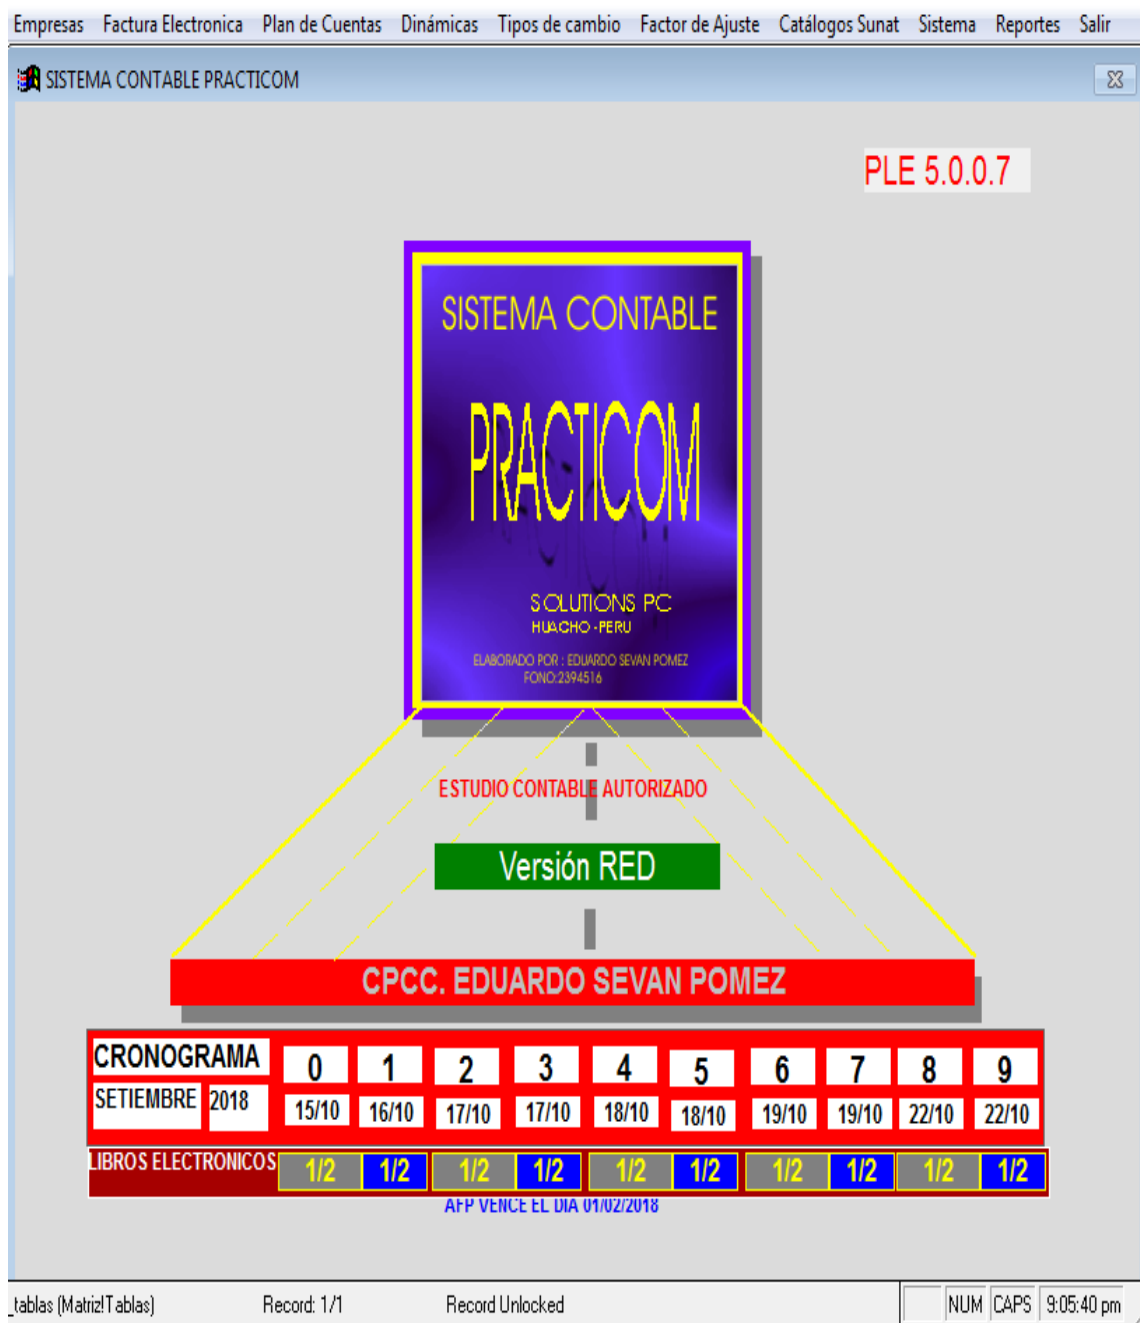 Empresas Factura Electronica Plan de Cuentas Dinámicas Tipos de cambio Factor de Ajuste Catálogos Sunat Sistema Reportes Salir
SISTEMA CONTABLE PRACTICOM
PLE 5.0.0.7
SISTEMA CONTABLE
PRACTICOM
SOLUTIONS PC
HUACHO -PERU
ELABORADO POR : EDUARDO SEVAN POMEZ
FONO:2394516
ESTUDIO CONTABLE AUTORIZADO
Versión RED
CPCC. EDUARDO SEVAN POMEZ
CRONOGRAMA 0 1 2 3 4 5 6 7 8 9
SETIEMBRE 2018 15/10 16/10 17/10 17/10 18/10 18/10 19/10 19/10 22/10 22/10
LIBROS ELECTRONICOS 1/2 1/2 1/2 1/2 1/2 1/2 1/2 1/2 1/2 1/2
AFP VENCE EL DIA 01/02/2018
_tablas (Matriz!Tablas) Record: 1/1 Record Unlocked NUM CAPS 9:05:40 pm